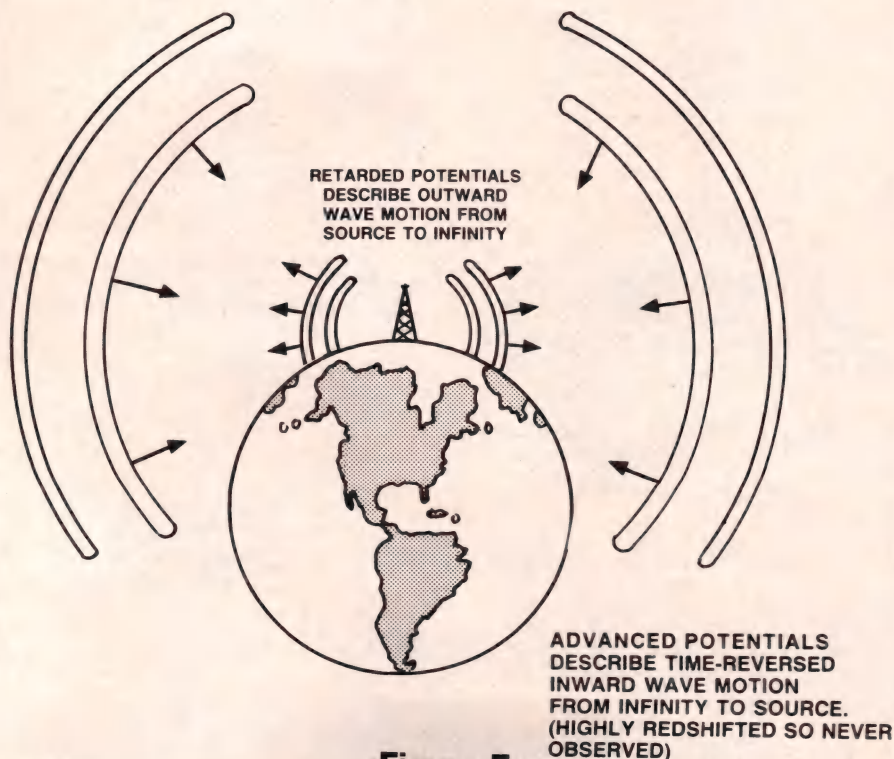 RETARDED POTENTIALS
DESCRIBE OUTWARD
WAVE MOTION FROM
SOURCE TO INFINITY
ADVANCED POTENTIALS
DESCRIBE TIME-REVERSED
INWARD WAVE MOTION
FROM INFINITY TO SOURCE.
(HIGHLY REDSHIFTED SO NEVER
OBSERVED)